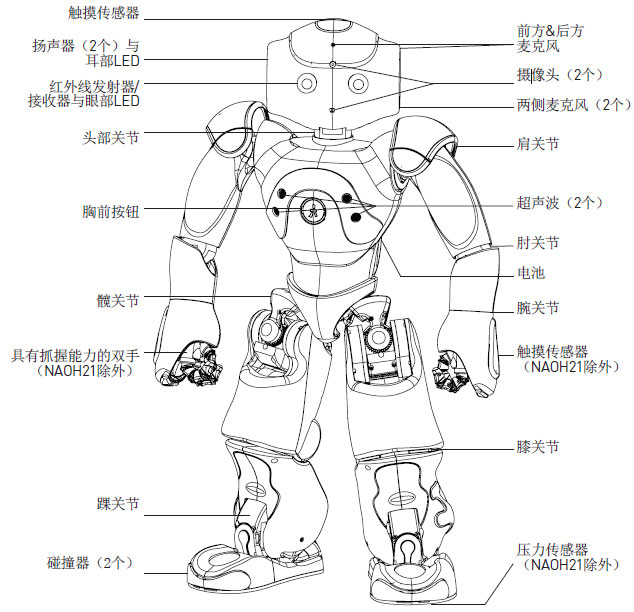 触摸传感器
扬声器（2个）与
耳部LED
红外线发射器/
接收器与眼部LED
头部关节
胸前按钮
髋关节
具有抓握能力的双手
（NAOH21除外）
踝关节
碰撞器（2个）
前方&后方
麦克风
摄像头（2个）
两侧麦克风（2个）
肩关节
超声波（2个）
肘关节
电池
腕关节
触摸传感器
（NAOH21除外）
膝关节
压力传感器
（NAOH21除外）